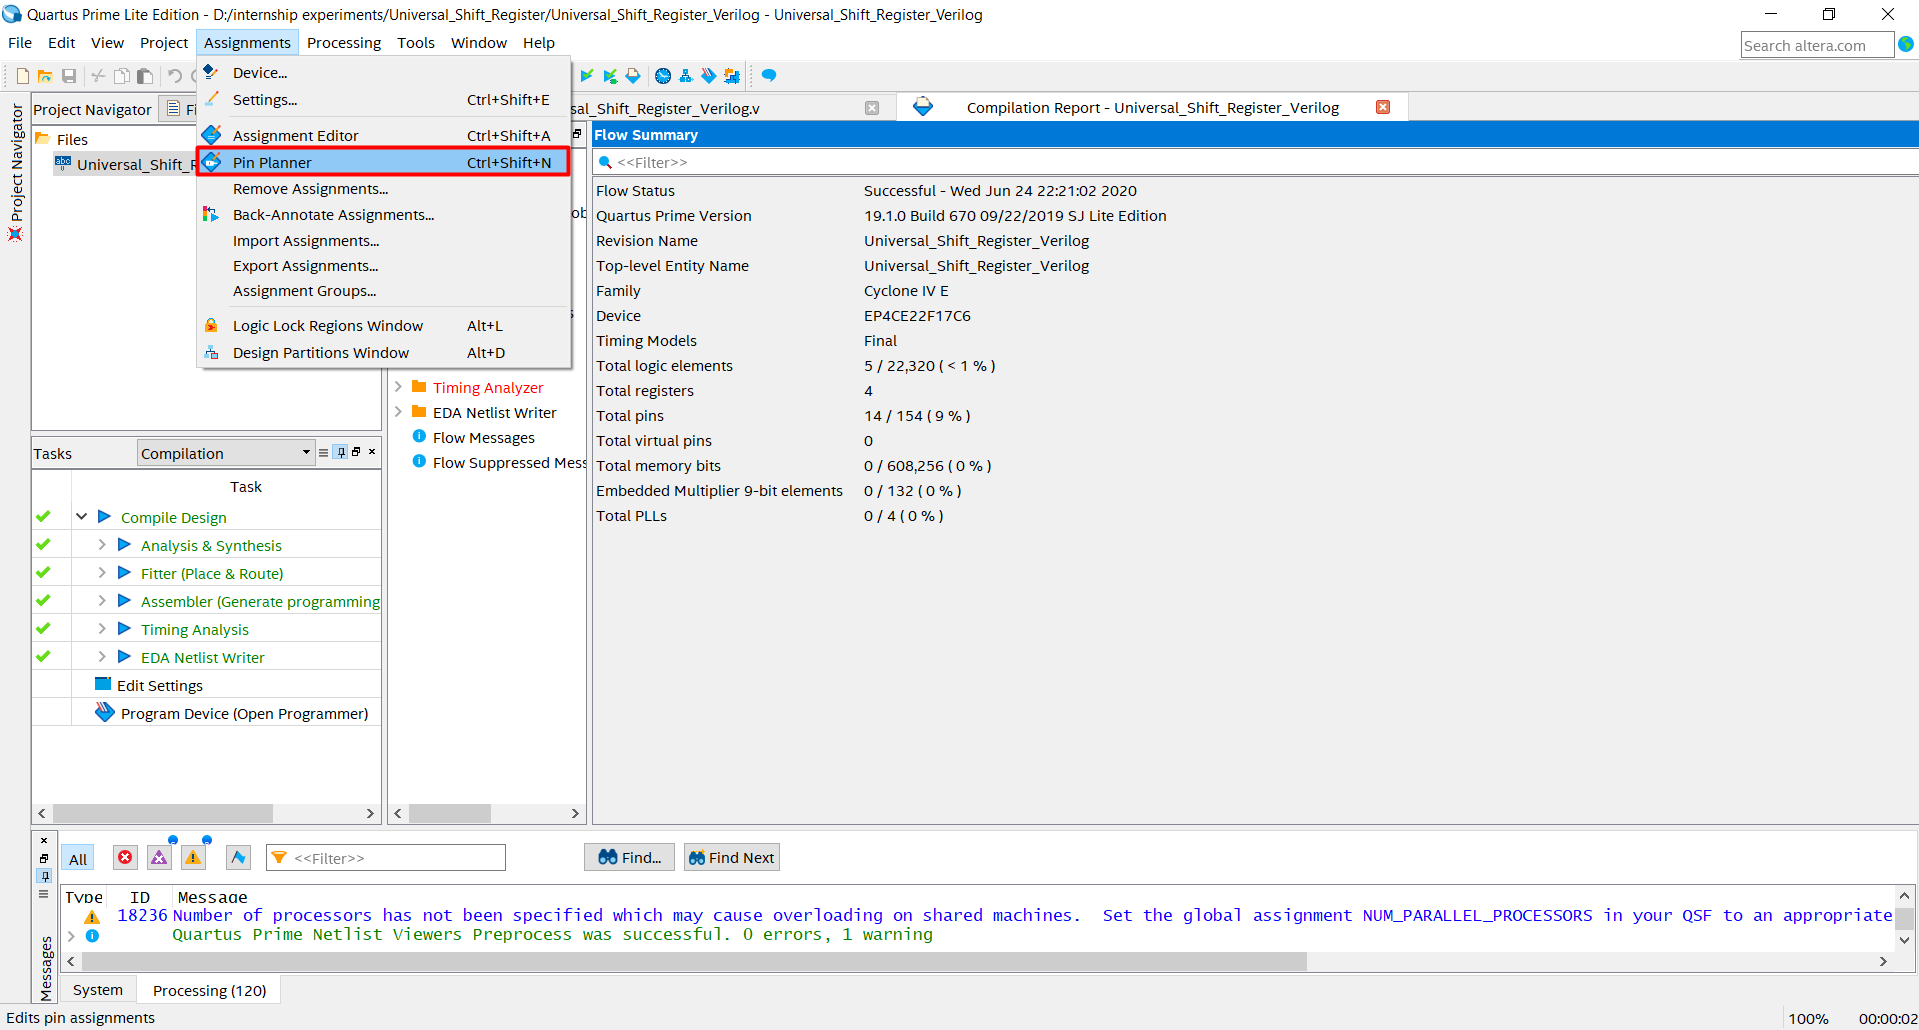 Quartus Prime Lite Edition - D:/internship experiments/Universal_Shift_Register/Universal_Shift_Register_Verilog - Universal_Shift_Register_Verilog
File Edit View Project Assignments Processing Tools Window Help
Search altera.com
Project Navigator
Project Navigator
Files
Universal_Shift_R
Device...
Settings... Ctrl+Shift+E
Assignment Editor Ctrl+Shift+A
Pin Planner Ctrl+Shift+N
Remove Assignments...
Back-Annotate Assignments...
Import Assignments...
Export Assignments...
Assignment Groups...
Logic Lock Regions Window Alt+L
Design Partitions Window Alt+D
sal_Shift_Register_Verilog.v
Compilation Report - Universal_Shift_Register_Verilog
Timing Analyzer
EDA Netlist Writer
Flow Messages
Flow Suppressed Mess
Flow Summary
<<Filter>>
Flow Status Successful - Wed Jun 24 22:21:02 2020
Quartus Prime Version 19.1.0 Build 670 09/22/2019 SJ Lite Edition
Revision Name Universal_Shift_Register_Verilog
Top-level Entity Name Universal_Shift_Register_Verilog
Family Cyclone IV E
Device EP4CE22F17C6
Timing Models Final
Total logic elements 5 / 22,320 ( < 1 % )
Total registers 4
Total pins 14 / 154 ( 9 % )
Total virtual pins 0
Total memory bits 0 / 608,256 ( 0 % )
Embedded Multiplier 9-bit elements 0 / 132 ( 0 % )
Total PLLs 0 / 4 ( 0 % )
Tasks Compilation
Task
Compile Design
Analysis & Synthesis
Fitter (Place & Route)
Assembler (Generate programming
Timing Analysis
EDA Netlist Writer
Edit Settings
Program Device (Open Programmer)
Messages
All <<Filter>> Find... Find Next
Type ID Message
18236 Number of processors has not been specified which may cause overloading on shared machines. Set the global assignment NUM_PARALLEL_PROCESSORS in your QSF to an appropriate
Quartus Prime Netlist Viewers Preprocess was successful. 0 errors, 1 warning
System Processing (120)
Edits pin assignments
100% 00:00:02